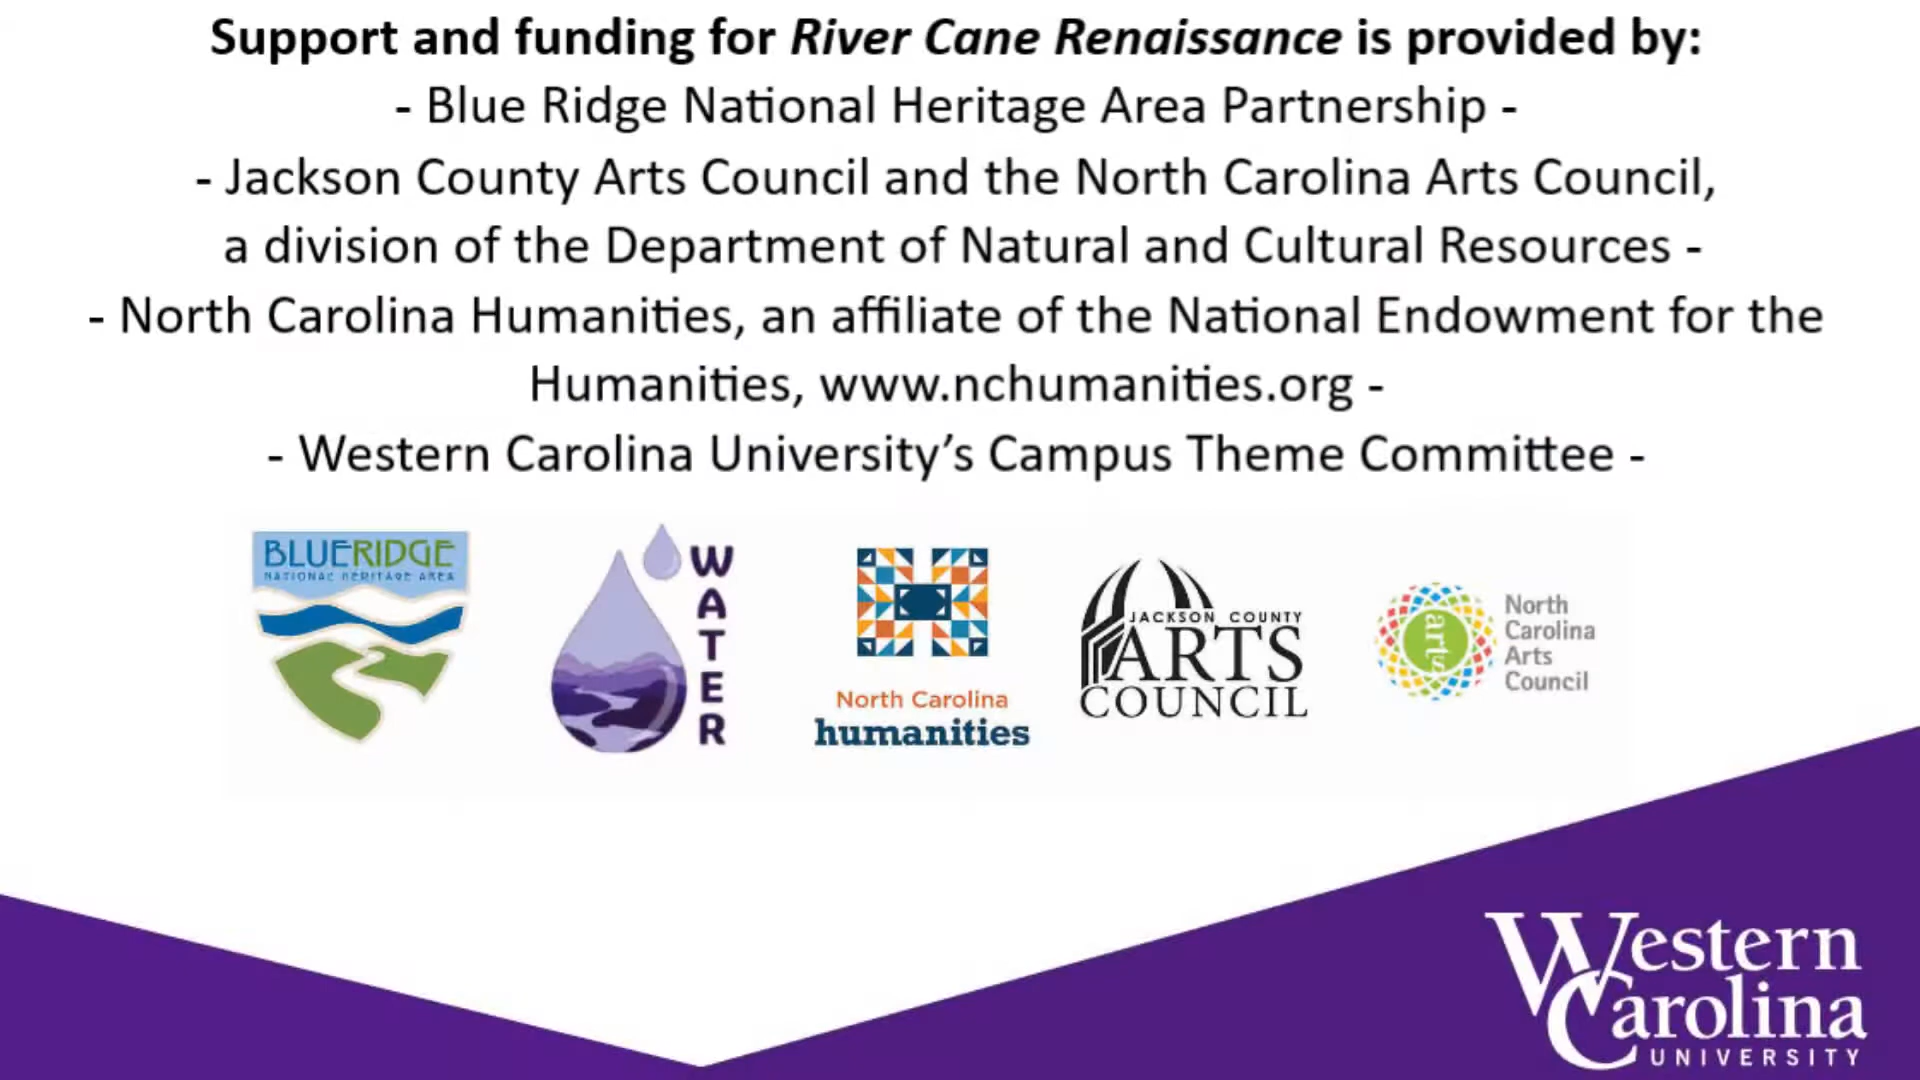 Support and funding for River Cane Renaissance is provided by:
- Blue Ridge National Heritage Area Partnership -
- Jackson County Arts Council and the North Carolina Arts Council,
a division of the Department of Natural and Cultural Resources -
- North Carolina Humanities, an affiliate of the National Endowment for the
Humanities, www.nchumanities.org -
- Western Carolina University’s Campus Theme Committee -
BLUERIDGE
NATIONAL HERITAGE AREA
WATER
North Carolina
humanities
JACKSON COUNTY
ARTS
COUNCIL
arts
North
Carolina
Arts
Council
Western
Carolina
UNIVERSITY